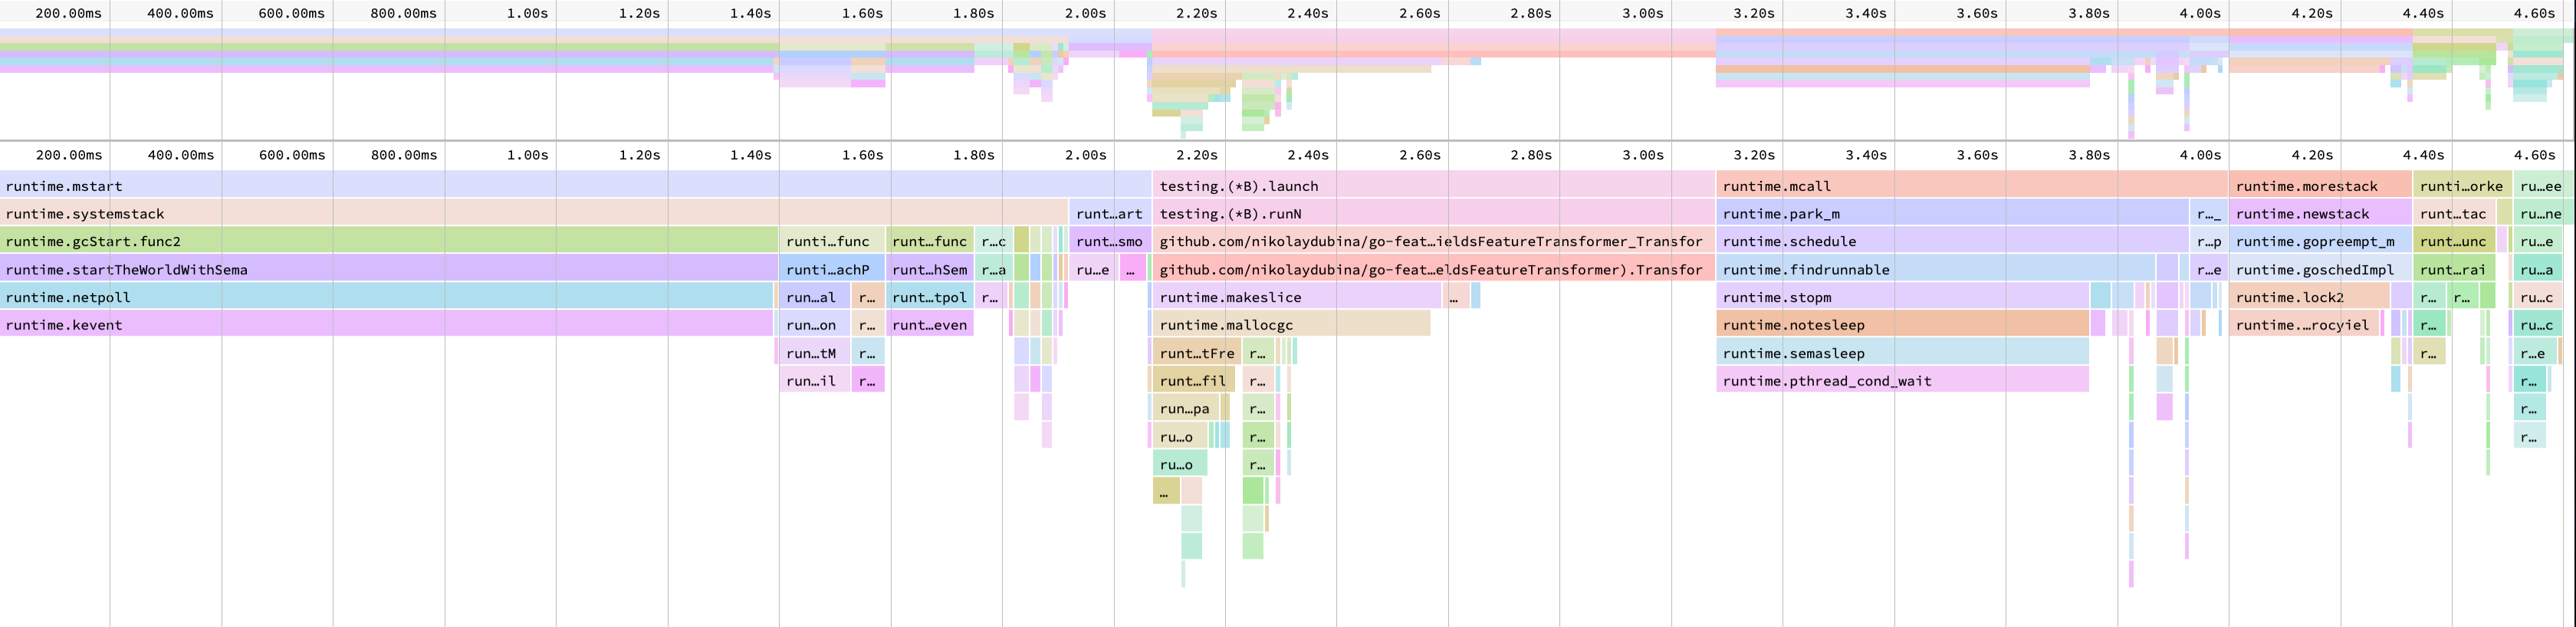 200.00ms 400.00ms 600.00ms 800.00ms 1.00s 1.20s 1.40s 1.60s 1.80s 2.00s 2.20s 2.40s 2.60s 2.80s 3.00s 3.20s 3.40s 3.60s 3.80s 4.00s 4.20s 4.40s 4.60s
200.00ms 400.00ms 600.00ms 800.00ms 1.00s 1.20s 1.40s 1.60s 1.80s 2.00s 2.20s 2.40s 2.60s 2.80s 3.00s 3.20s 3.40s 3.60s 3.80s 4.00s 4.20s 4.40s 4.60s
runtime.mstart testing.(*B).launch runtime.mcall runtime.morestack runti…orke ru…ee
runtime.systemstack runt…art testing.(*B).runN runtime.park_m r…_ runtime.newstack runt…tac ru…ne
runtime.gcStart.func2 runti…func runt…func r…c runt…smo github.com/nikolaydubina/go-feat…ieldsFeatureTransformer_Transfor runtime.schedule r…p runtime.gopreempt_m runt…unc ru…e
runtime.startTheWorldWithSema runti…achP runt…hSem r…a ru…e … github.com/nikolaydubina/go-feat…eldsFeatureTransformer).Transfor runtime.findrunnable r…e runtime.goschedImpl runt…rai ru…a
runtime.netpoll run…al r… runt…tpol r… runtime.makeslice … runtime.stopm runtime.lock2 r… r… ru…c
runtime.kevent run…on r… runt…even runtime.mallocgc runtime.notesleep runtime.…rocyiel r… ru…c
run…tM r… runt…tFre r… runtime.semasleep r… r…e
run…il r… runt…fil r… runtime.pthread_cond_wait r…
run…pa r… r…
ru…o r… r…
ru…o r…
…